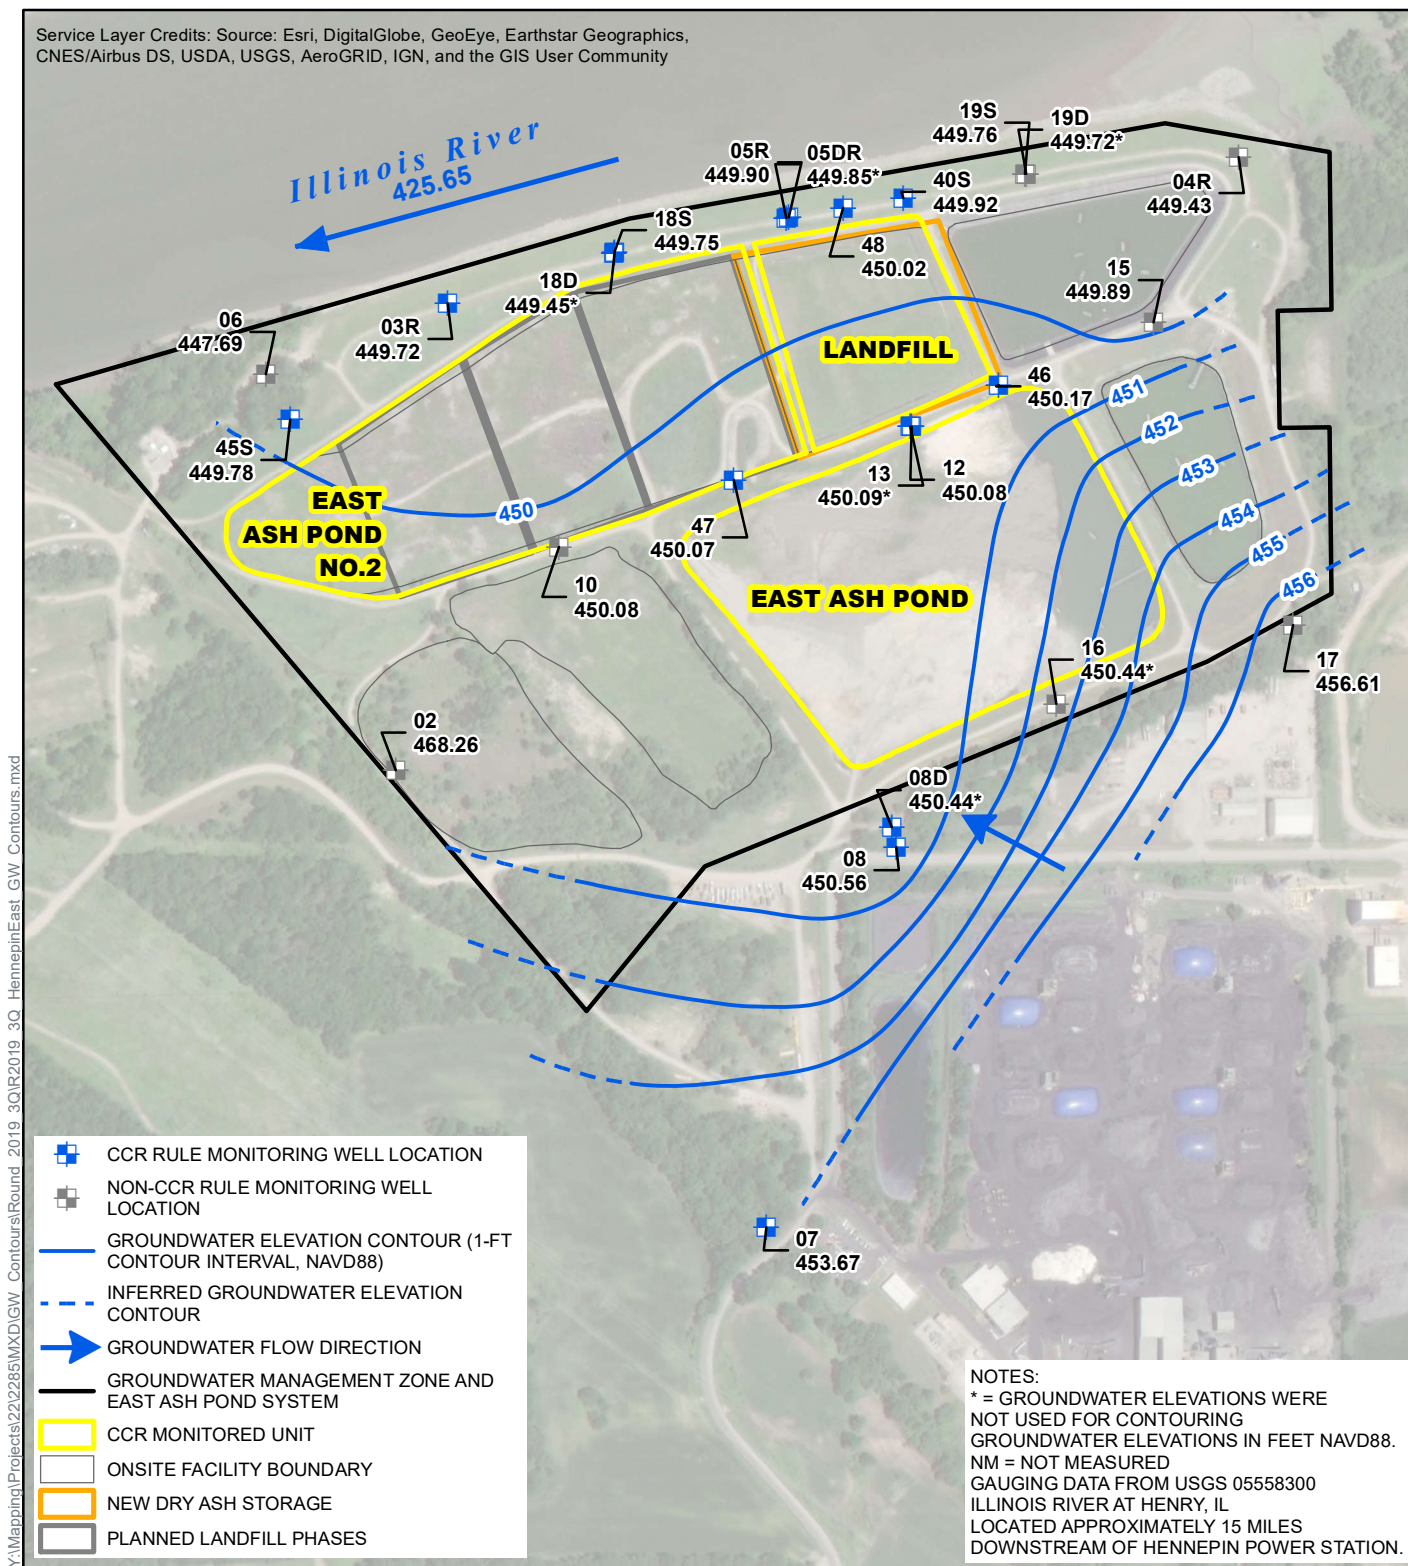 Service Layer Credits: Source: Esri, DigitalGlobe, GeoEye, Earthstar Geographics,
CNES/Airbus DS, USDA, USGS, AeroGRID, IGN, and the GIS User Community
Illinois River
425.65
19S
449.76
19D
449.72*
05R
449.90
05DR
449.85*
40S
449.92
04R
449.43
18S
449.75
48
450.02
18D
449.45*
15
449.89
06
447.69
03R
449.72
LANDFILL
46
450.17
451
452
45S
449.78
13
450.09*
12
450.08
453
EAST
ASH POND
NO.2
450
47
450.07
454
455
456
10
450.08
EAST ASH POND
16
450.44*
17
456.61
02
468.26
08D
450.44*
08
450.56
07
453.67
CCR RULE MONITORING WELL LOCATION
NON-CCR RULE MONITORING WELL
LOCATION
GROUNDWATER ELEVATION CONTOUR (1-FT
CONTOUR INTERVAL, NAVD88)
INFERRED GROUNDWATER ELEVATION
CONTOUR
GROUNDWATER FLOW DIRECTION
GROUNDWATER MANAGEMENT ZONE AND
EAST ASH POND SYSTEM
CCR MONITORED UNIT
ONSITE FACILITY BOUNDARY
NEW DRY ASH STORAGE
PLANNED LANDFILL PHASES
NOTES:
* = GROUNDWATER ELEVATIONS WERE
NOT USED FOR CONTOURING
GROUNDWATER ELEVATIONS IN FEET NAVD88.
NM = NOT MEASURED
GAUGING DATA FROM USGS 05558300
ILLINOIS RIVER AT HENRY, IL
LOCATED APPROXIMATELY 15 MILES
DOWNSTREAM OF HENNEPIN POWER STATION.
Y:\Mapping\Projects\22\2285\MXD\GW_Contours\Round_2019_3Q\R2019_3Q_HennepinEast_GW_Contours.mxd